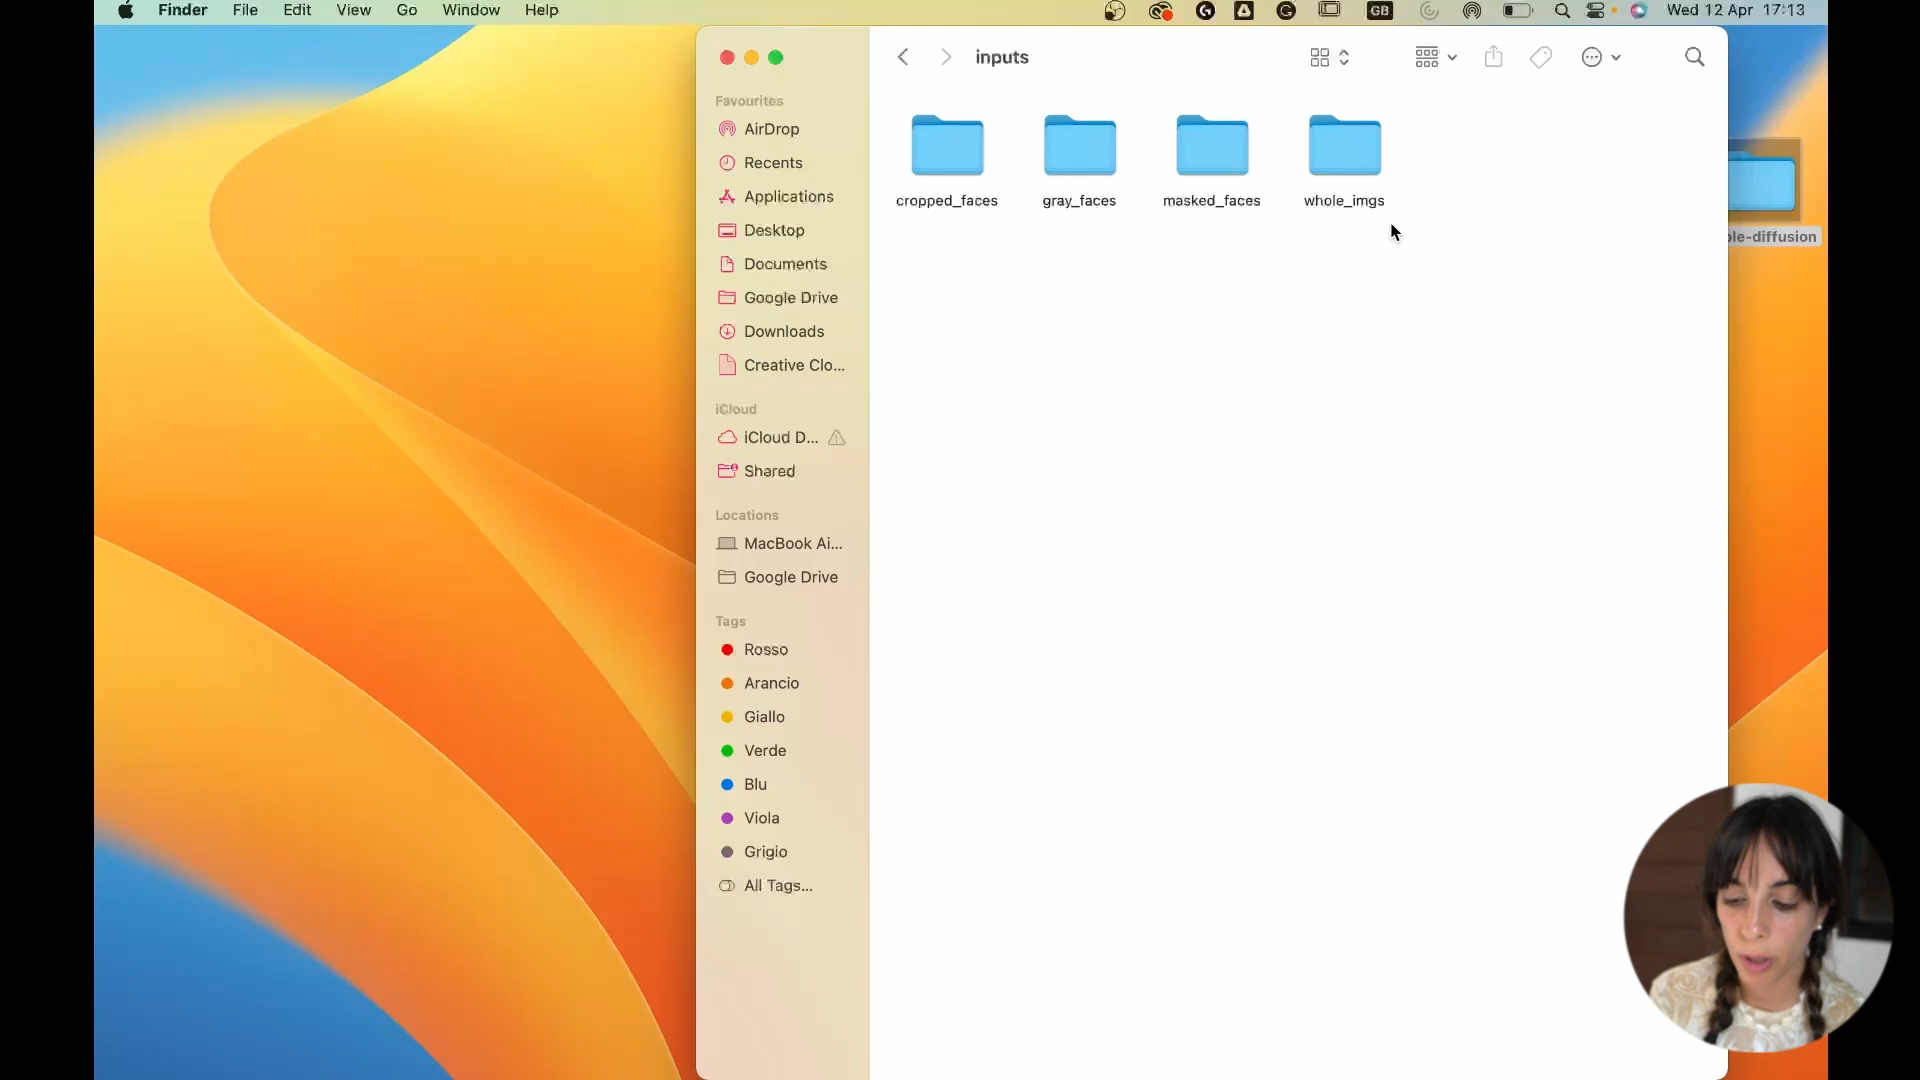 Finder File Edit View Go Window Help
GB
Wed 12 Apr 17:13
inputs
Favourites
AirDrop
Recents
Applications
Desktop
Documents
Google Drive
Downloads
Creative Clo...
iCloud
iCloud D...
Shared
Locations
MacBook Ai...
Google Drive
Tags
Rosso
Arancio
Giallo
Verde
Blu
Viola
Grigio
All Tags...
cropped_faces
gray_faces
masked_faces
whole_imgs
ble-diffusion